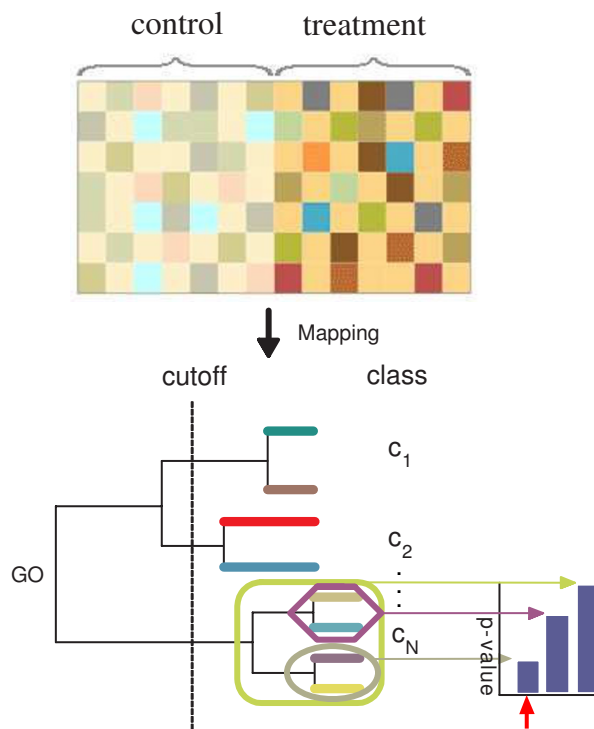 control treatment
Mapping
cutoff class
c1
c2
GO
cN
p-value